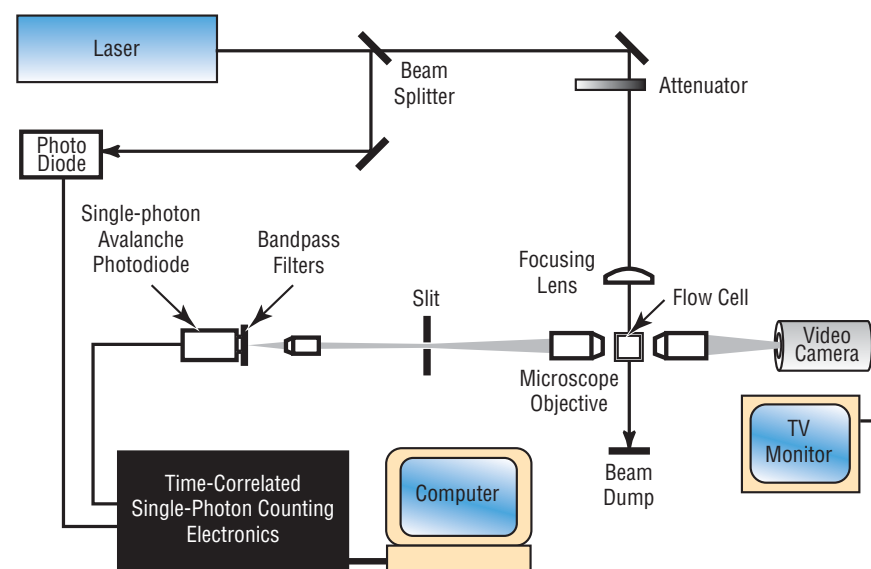 Laser
Beam
Splitter
Attenuator
Photo
Diode
Single-photon
Avalanche
Photodiode
Bandpass
Filters
Slit
Focusing
Lens
Flow Cell
Microscope
Objective
Video
Camera
TV
Monitor
Beam
Dump
Time-Correlated
Single-Photon Counting
Electronics
Computer